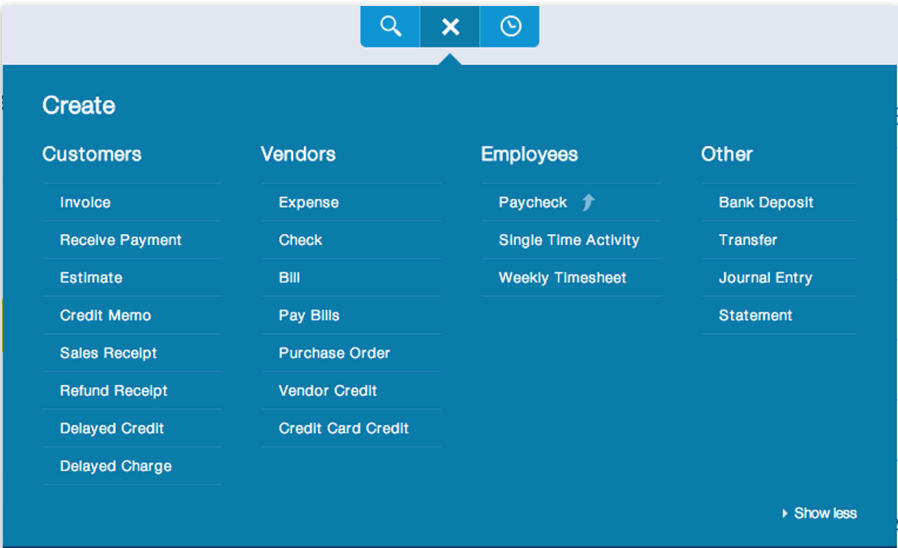 Create
Customers
Invoice
Receive Payment
Estimate
Credit Memo
Sales Receipt
Refund Receipt
Delayed Credit
Delayed Charge
Vendors
Expense
Check
Bill
Pay Bills
Purchase Order
Vendor Credit
Credit Card Credit
Employees
Paycheck
Single Time Activity
Weekly Timesheet
Other
Bank Deposit
Transfer
Journal Entry
Statement
Show less